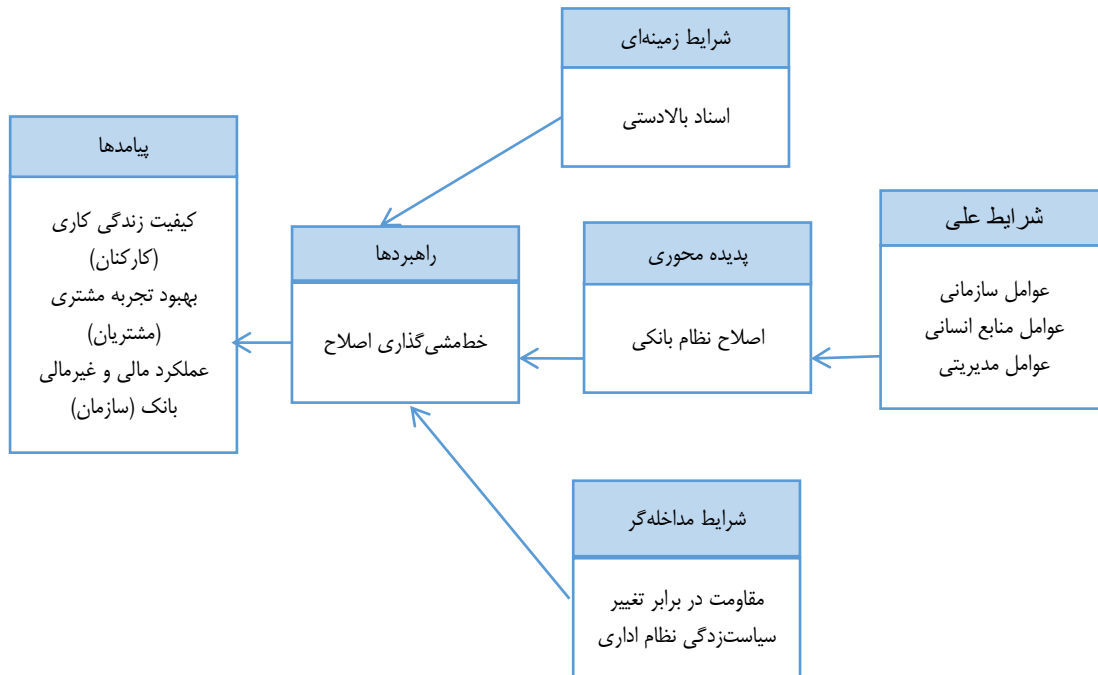 شرایط زمینه‌ای
اسناد بالادستی
شرایط علی
عوامل سازمانی
عوامل منابع انسانی
عوامل مدیریتی
پدیده محوری
اصلاح نظام بانکی
راهبردها
خط‌مشی‌گذاری اصلاح
پیامدها
کیفیت زندگی کاری
(کارکنان)
بهبود تجربه مشتری
(مشتریان)
عملکرد مالی و غیرمالی
بانک (سازمان)
شرایط مداخله‌گر
مقاومت در برابر تغییر
سیاست‌زدگی نظام اداری